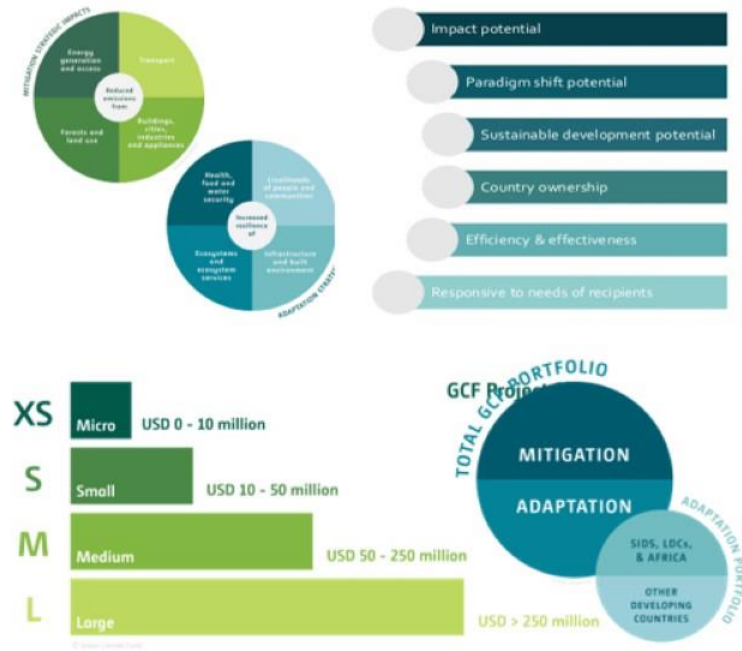 MITIGATION STRATEGIC IMPACTS
Energy
generation
and access
Transport
Reduced
emissions
from
Forests and
land use
Buildings,
cities,
industries
and appliances
Health,
food and
water
security
Livelihoods
of people and
communities
Increased
resilience
of
Ecosystems
and
ecosystem
services
Infrastructure
and built
environment
ADAPTATION STRATE
Impact potential
Paradigm shift potential
Sustainable development potential
Country ownership
Efficiency & effectiveness
Responsive to needs of recipients
XS
Micro
USD 0 - 10 million
S
Small
USD 10 - 50 million
M
Medium
USD 50 - 250 million
L
Large
USD > 250 million
GCF Project
TOTAL GCF PORTFOLIO
MITIGATION
ADAPTATION
ADAPTATION PORTFOLIO
SIDS, LDCs,
& AFRICA
OTHER
DEVELOPING
COUNTRIES